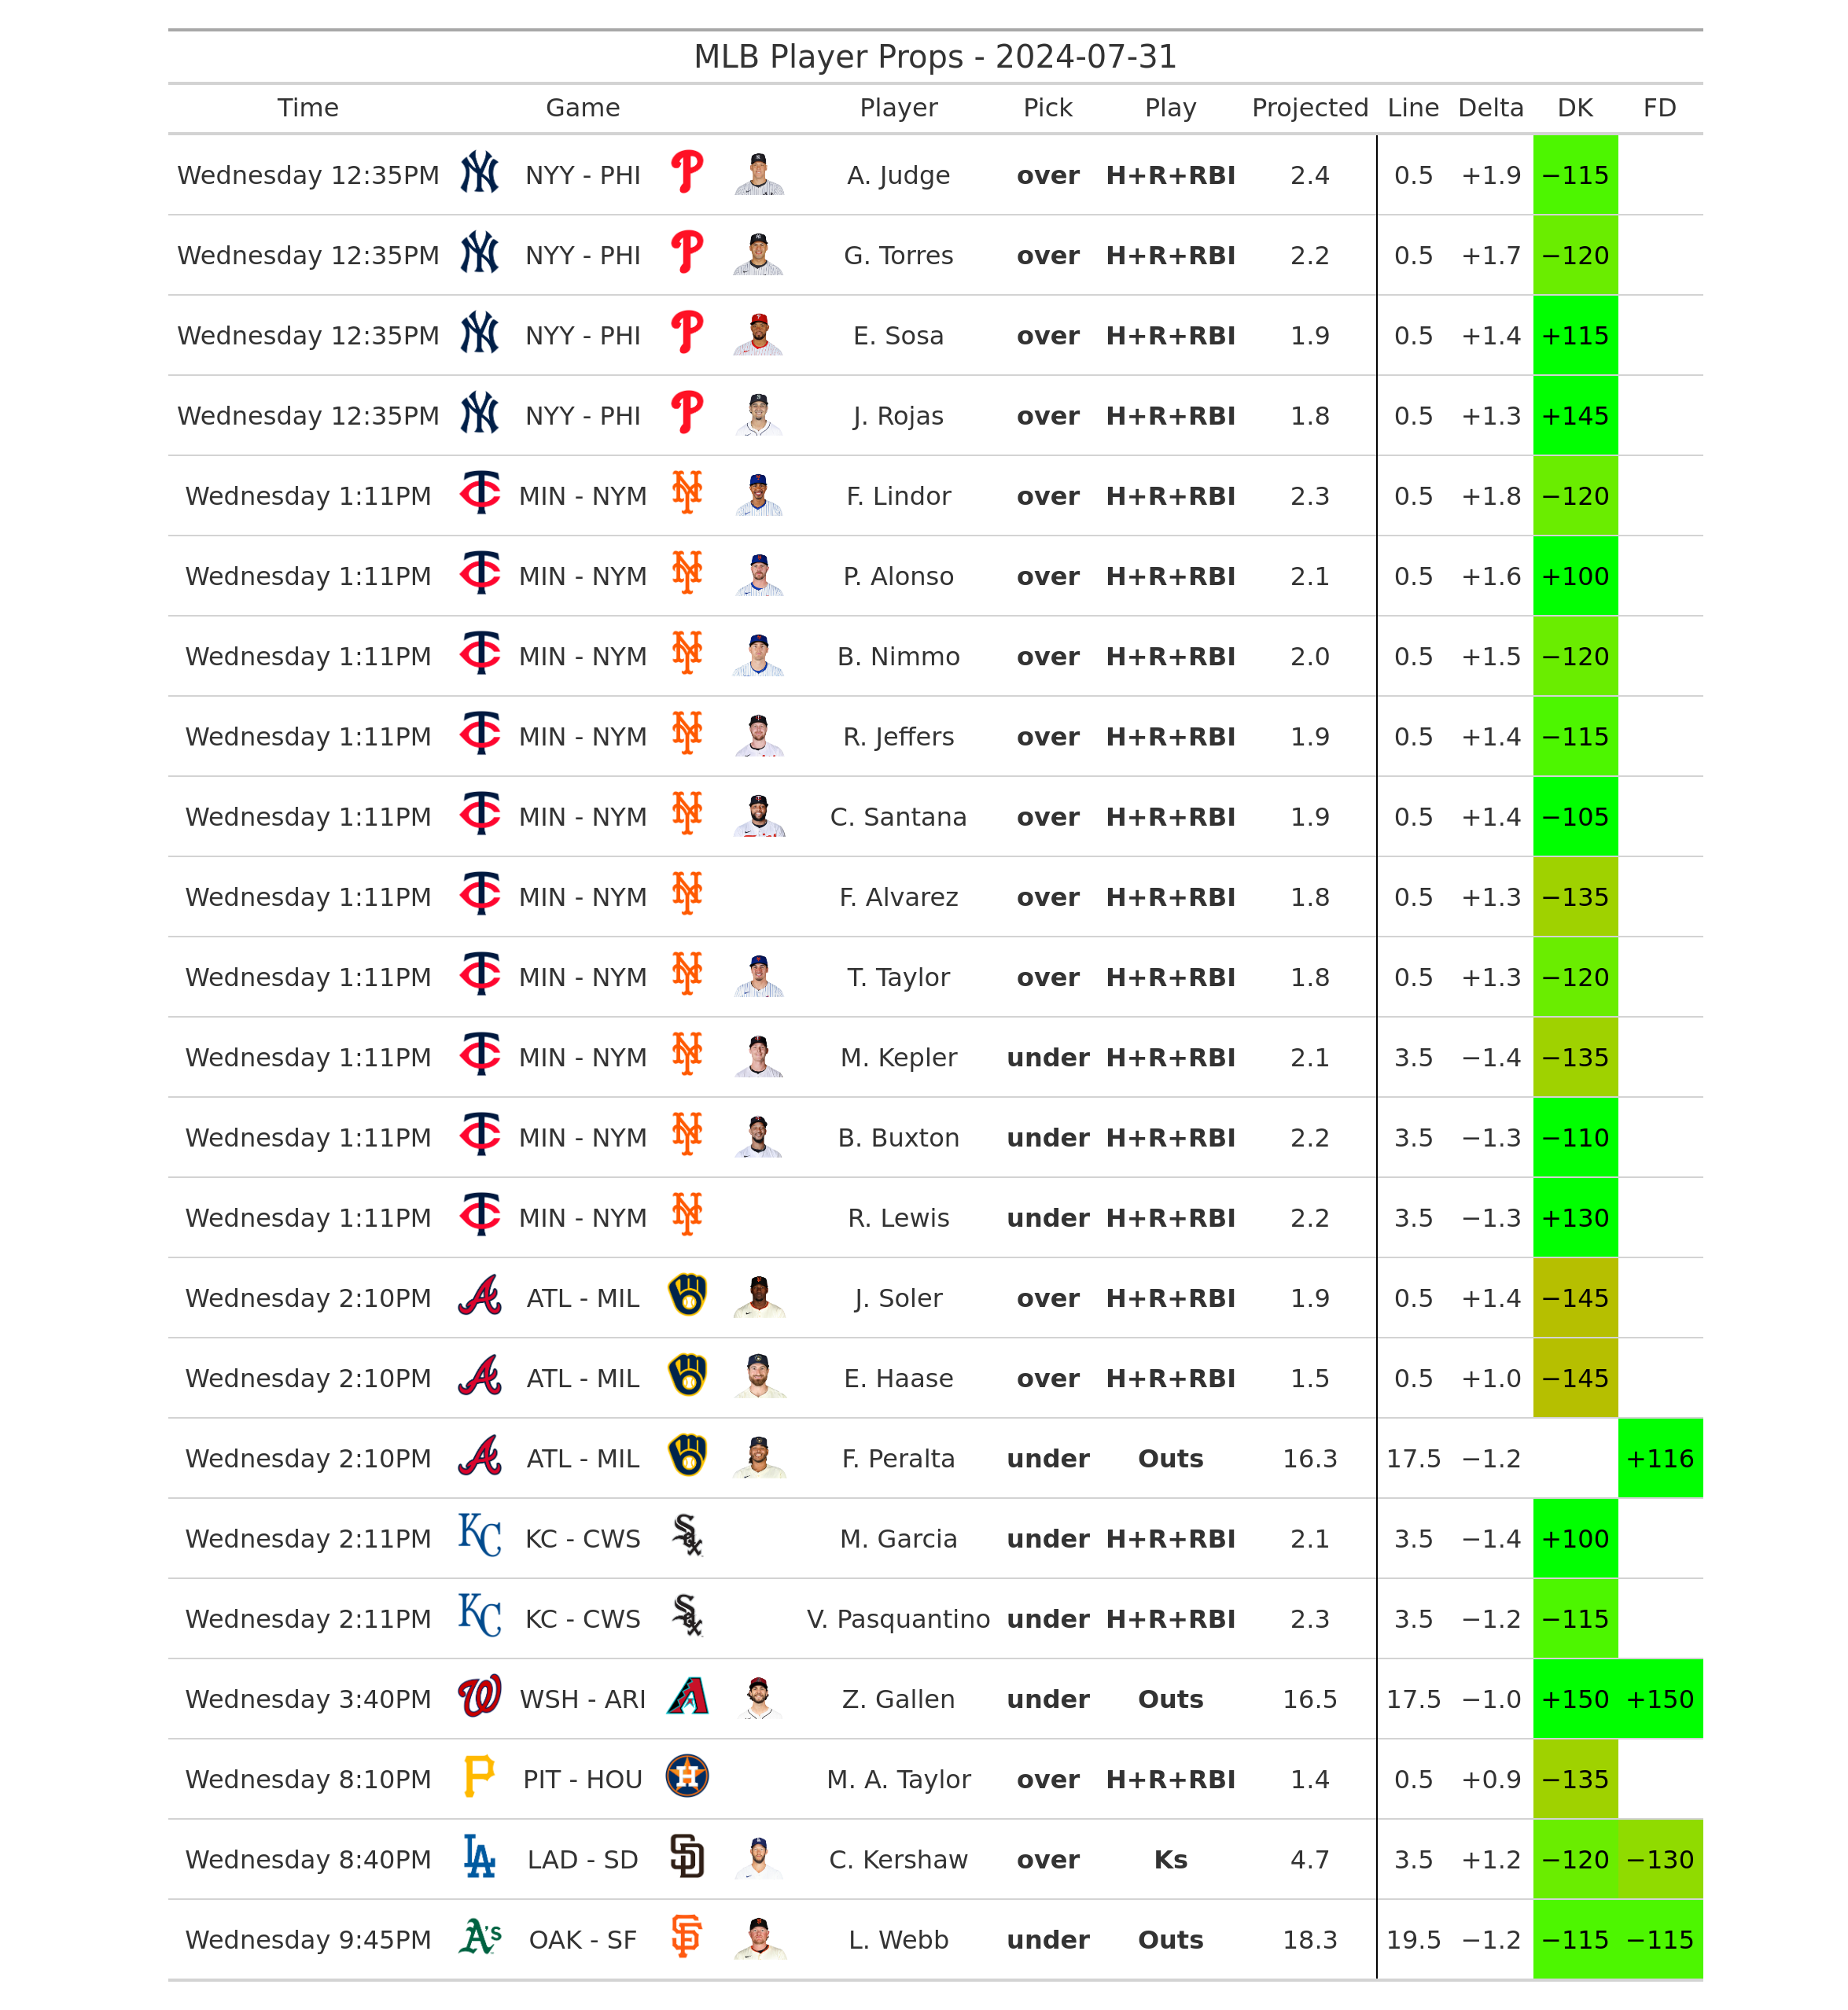 MLB Player Props - 2024-07-31
Time Game Player Pick Play Projected Line Delta DK FD
Wednesday 12:35PM NYY - PHI A. Judge over H+R+RBI 2.4 0.5 +1.9 −115
Wednesday 12:35PM NYY - PHI G. Torres over H+R+RBI 2.2 0.5 +1.7 −120
Wednesday 12:35PM NYY - PHI E. Sosa over H+R+RBI 1.9 0.5 +1.4 +115
Wednesday 12:35PM NYY - PHI J. Rojas over H+R+RBI 1.8 0.5 +1.3 +145
Wednesday 1:11PM MIN - NYM F. Lindor over H+R+RBI 2.3 0.5 +1.8 −120
Wednesday 1:11PM MIN - NYM P. Alonso over H+R+RBI 2.1 0.5 +1.6 +100
Wednesday 1:11PM MIN - NYM B. Nimmo over H+R+RBI 2.0 0.5 +1.5 −120
Wednesday 1:11PM MIN - NYM R. Jeffers over H+R+RBI 1.9 0.5 +1.4 −115
Wednesday 1:11PM MIN - NYM C. Santana over H+R+RBI 1.9 0.5 +1.4 −105
Wednesday 1:11PM MIN - NYM F. Alvarez over H+R+RBI 1.8 0.5 +1.3 −135
Wednesday 1:11PM MIN - NYM T. Taylor over H+R+RBI 1.8 0.5 +1.3 −120
Wednesday 1:11PM MIN - NYM M. Kepler under H+R+RBI 2.1 3.5 −1.4 −135
Wednesday 1:11PM MIN - NYM B. Buxton under H+R+RBI 2.2 3.5 −1.3 −110
Wednesday 1:11PM MIN - NYM R. Lewis under H+R+RBI 2.2 3.5 −1.3 +130
Wednesday 2:10PM ATL - MIL J. Soler over H+R+RBI 1.9 0.5 +1.4 −145
Wednesday 2:10PM ATL - MIL E. Haase over H+R+RBI 1.5 0.5 +1.0 −145
Wednesday 2:10PM ATL - MIL F. Peralta under Outs 16.3 17.5 −1.2 +116
Wednesday 2:11PM KC - CWS M. Garcia under H+R+RBI 2.1 3.5 −1.4 +100
Wednesday 2:11PM KC - CWS V. Pasquantino under H+R+RBI 2.3 3.5 −1.2 −115
Wednesday 3:40PM WSH - ARI Z. Gallen under Outs 16.5 17.5 −1.0 +150 +150
Wednesday 8:10PM PIT - HOU M. A. Taylor over H+R+RBI 1.4 0.5 +0.9 −135
Wednesday 8:40PM LAD - SD C. Kershaw over Ks 4.7 3.5 +1.2 −120 −130
Wednesday 9:45PM OAK - SF L. Webb under Outs 18.3 19.5 −1.2 −115 −115